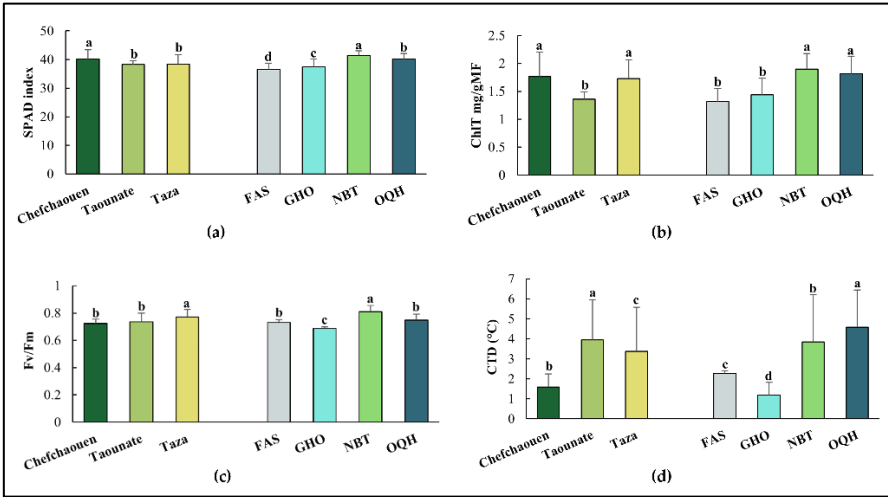 SPAD index
50
40
30
20
10
0
a
b
b
d
c
a
b
Chefchaouen
Taounate
Taza
FAS
GHO
NBT
OQH
(a)
ChlT mg/gMF
2.5
2
1.5
1
0.5
0
a
b
a
b
b
a
a
Chefchaouen
Taounate
Taza
FAS
GHO
NBT
OQH
(b)
Fv/Fm
1
0.8
0.6
0.4
0.2
0
b
b
a
b
c
a
b
Chefchaouen
Taounate
Taza
FAS
GHO
NBT
OQH
(c)
CTD (°C)
7
6
5
4
3
2
1
0
b
a
c
c
d
b
a
Chefchaouen
Taounate
Taza
FAS
GHO
NBT
OQH
(d)